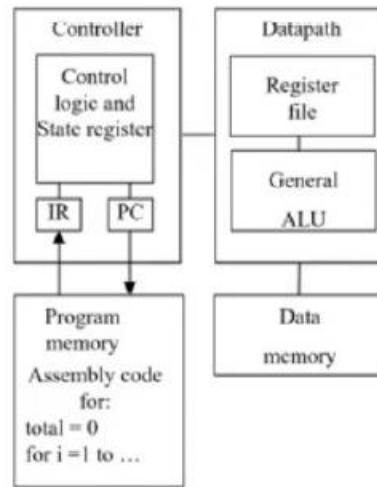 Controller
Control
logic and
State register
IR
PC
Datapath
Register
file
General
ALU
Program
memory
Assembly code
for:
total = 0
for i =1 to ...
Data
memory